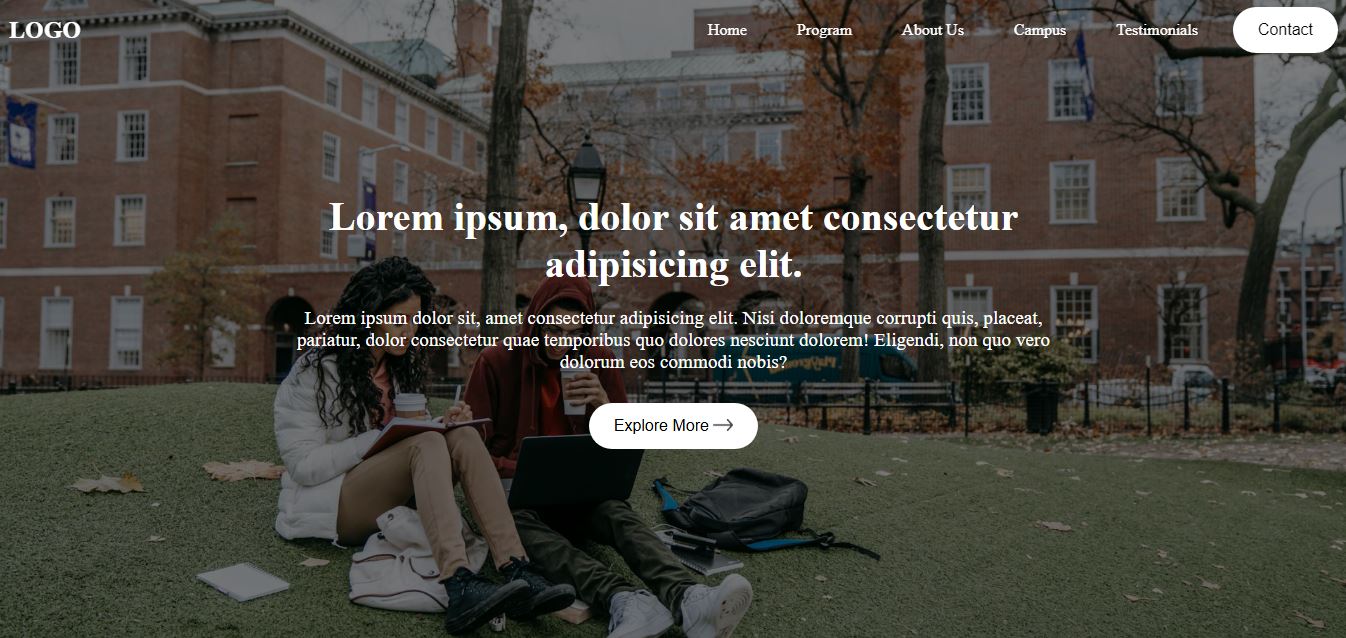 LOGO
Home Program About Us Campus Testimonials Contact
Lorem ipsum, dolor sit amet consectetur
adipisicing elit.
Lorem ipsum dolor sit, amet consectetur adipisicing elit. Nisi doloremque corrupti quis, placeat,
pariatur, dolor consectetur quae temporibus quo dolores nesciunt dolorem! Eligendi, non quo vero
dolorum eos commodi nobis?
Explore More